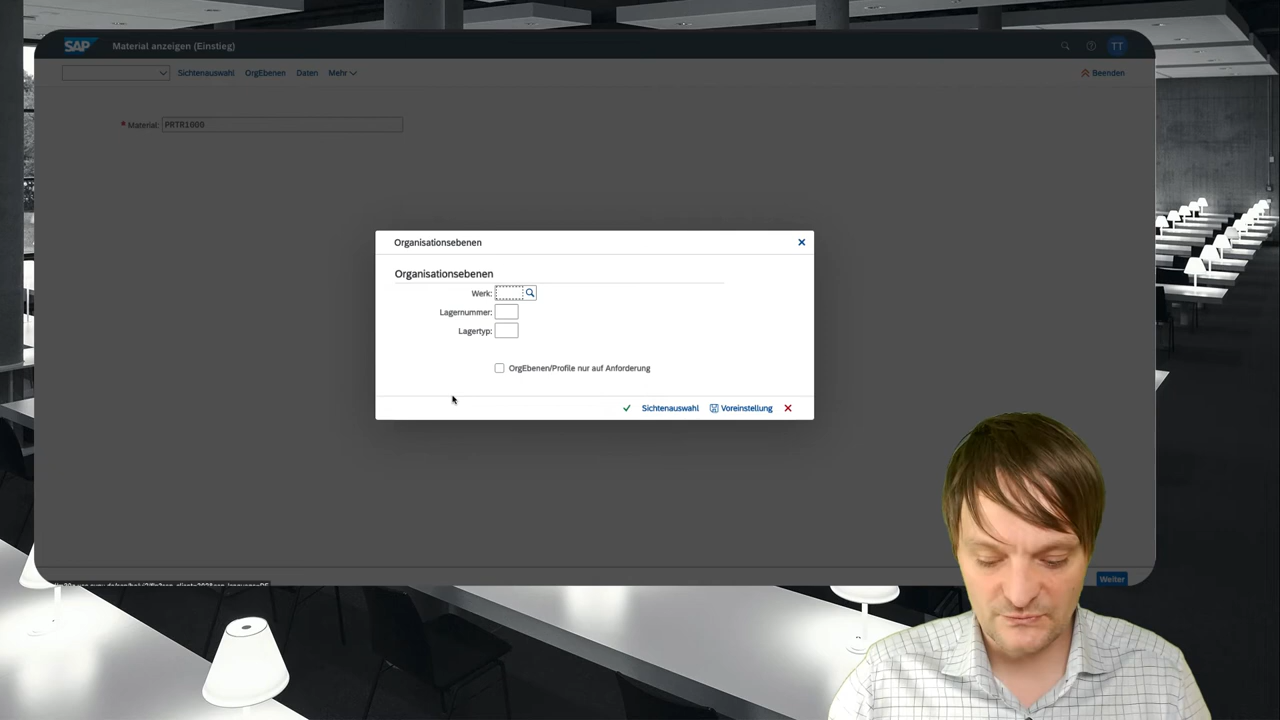 SAP Material anzeigen (Einstieg) TT
Sichtenauswahl OrgEbenen Daten Mehr Beenden
* Material: PRTR1000
Organisationsebenen
Organisationsebenen
Werk:
Lagernummer:
Lagertyp:
OrgEbenen/Profile nur auf Anforderung
Sichtenauswahl Voreinstellung
Weiter